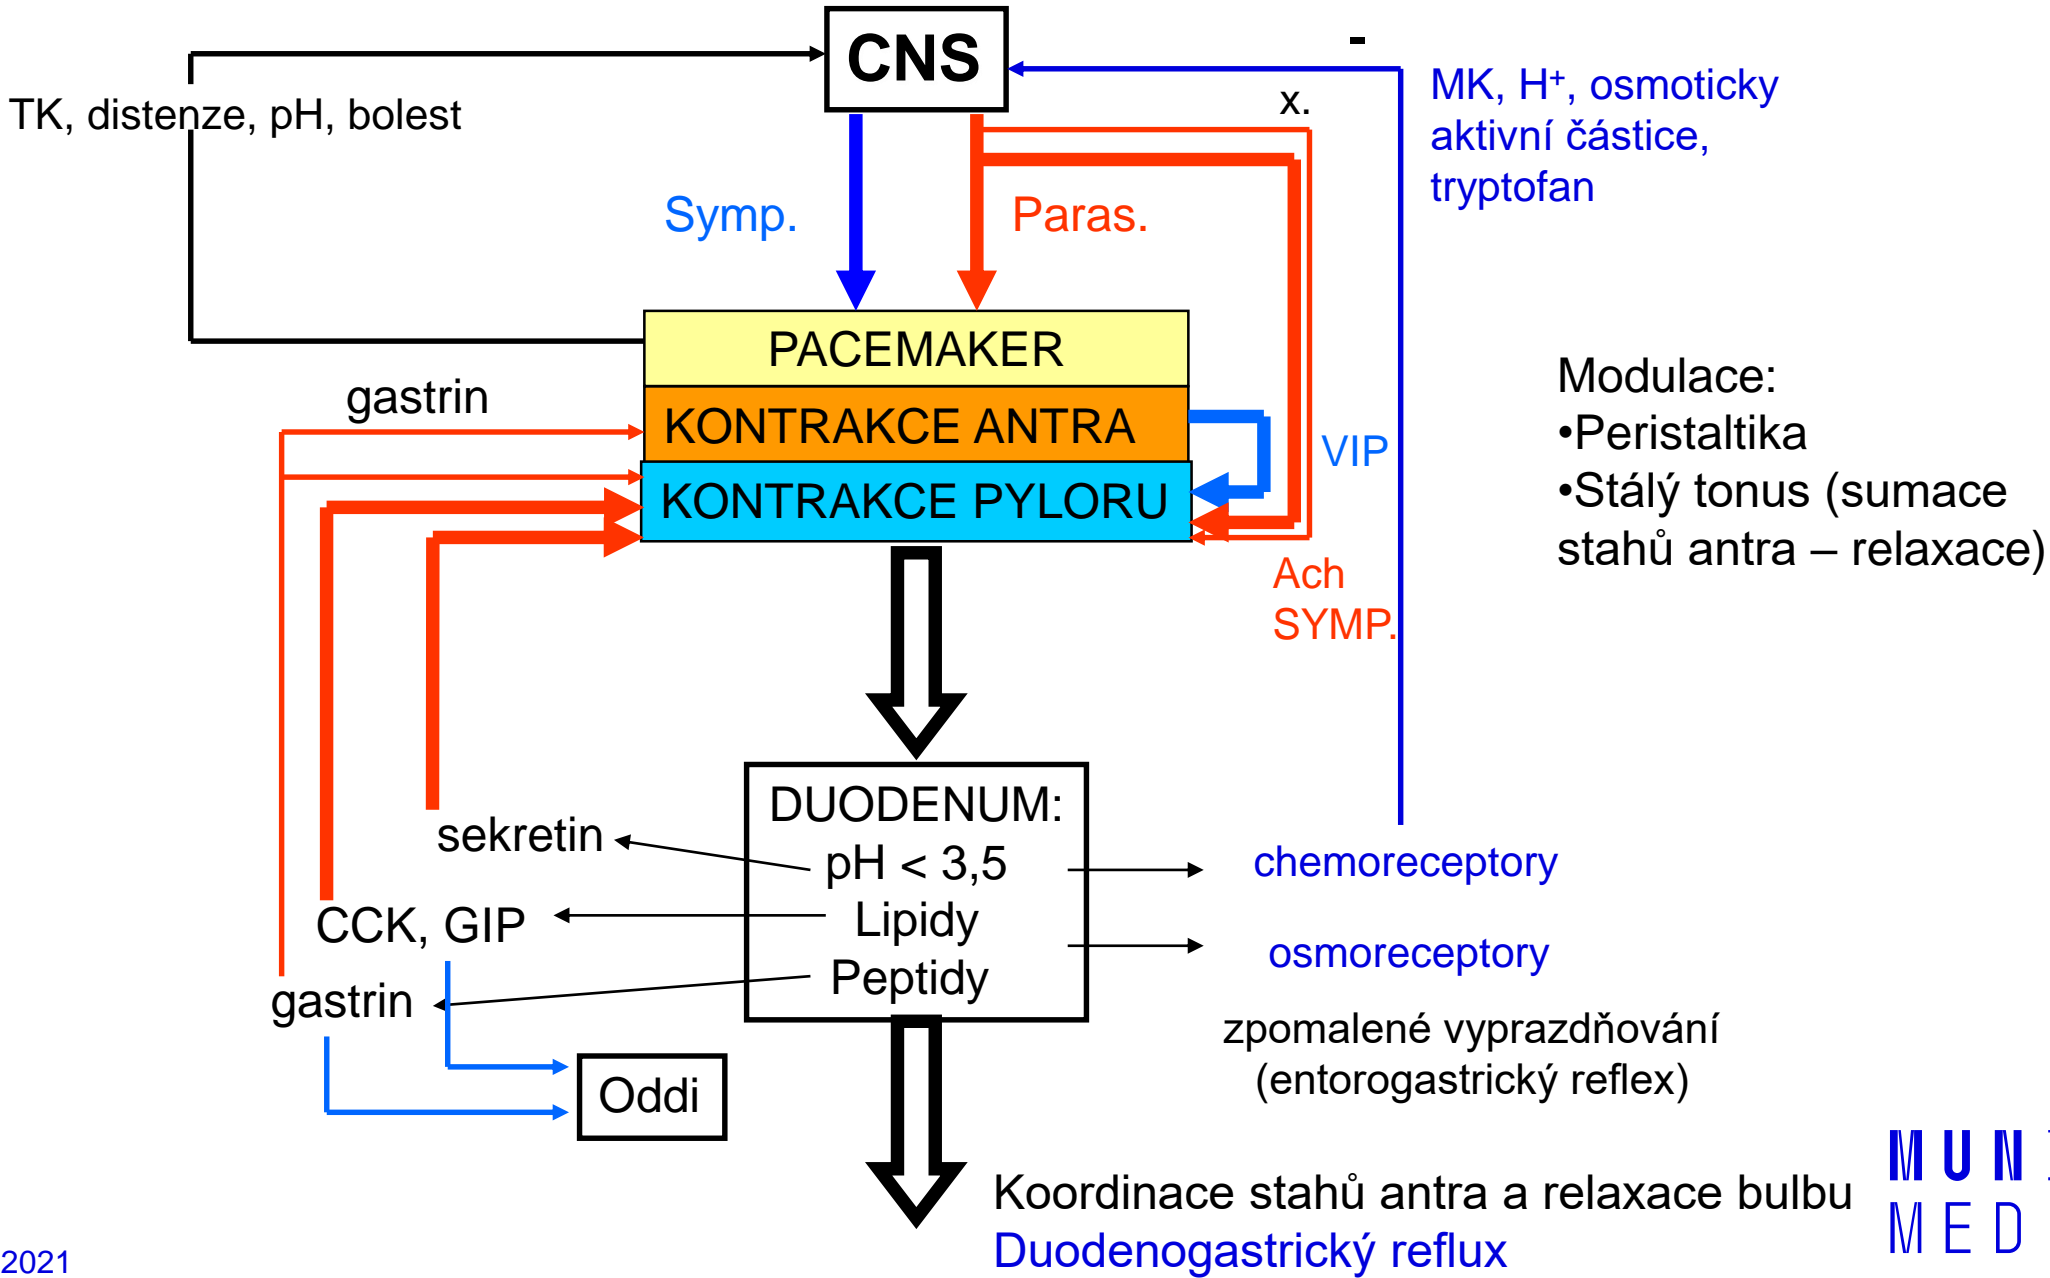 CNS
-
TK, distenze, pH, bolest
x.
MK, H⁺, osmoticky
aktivní částice,
tryptofan
Symp.
Paras.
PACEMAKER
gastrin
KONTRAKCE ANTRA
VIP
KONTRAKCE PYLORU
Modulace:
•Peristaltika
•Stálý tonus (sumace
stahů antra – relaxace)
Ach
SYMP.
DUODENUM:
pH < 3,5
Lipidy
Peptidy
sekretin
CCK, GIP
gastrin
Oddi
chemoreceptory
osmoreceptory
zpomalené vyprazdňování
(entorogastrický reflex)
Koordinace stahů antra a relaxace bulbu
Duodenogastrický reflux
2021
MUN
MED